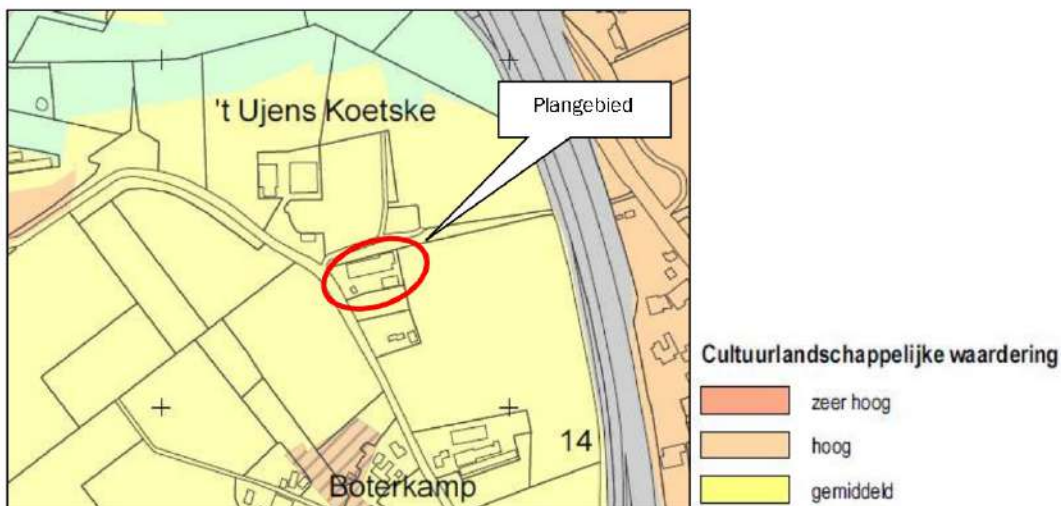 Plangebied
't Ujens Koetske
14
Boterkamp
Cultuurlandschappelijke waardering
zeer hoog
hoog
gemiddeld